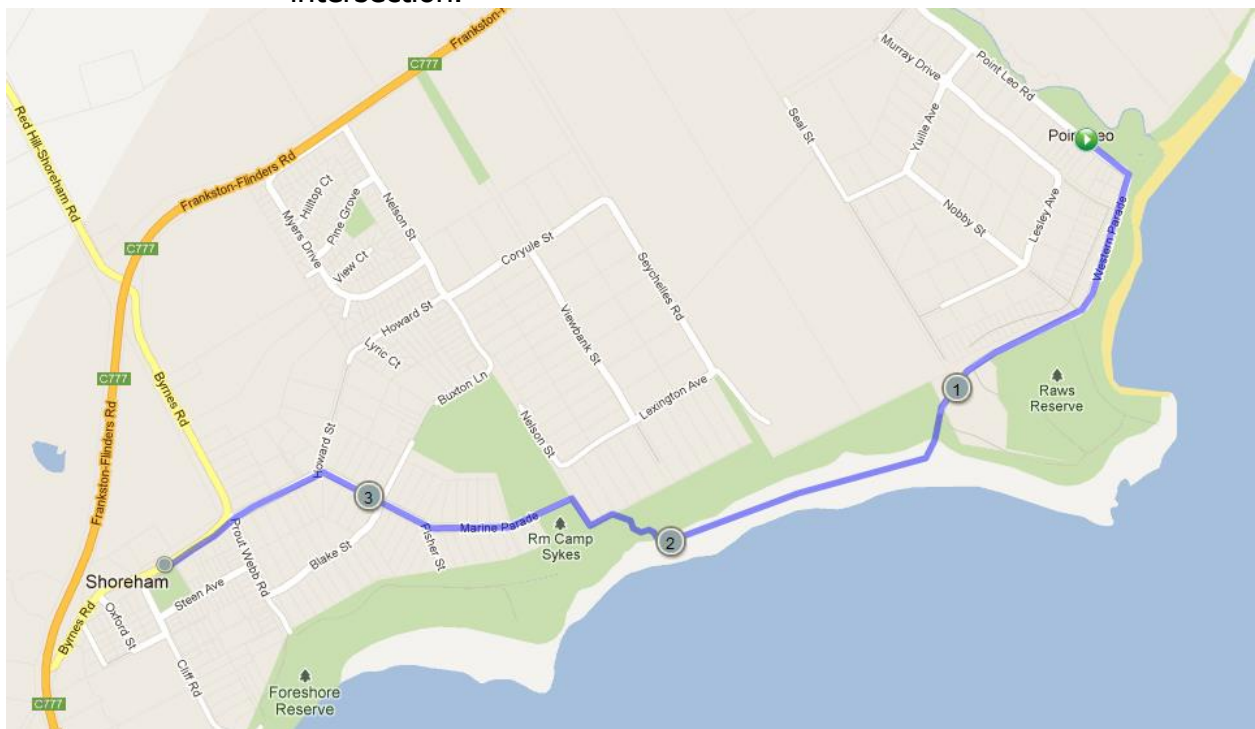 intersection.
Frankston-F
C777
Murray Drive
Point Leo Rd
Red Hill-Shoreham Rd
Seal St
Yuille Ave
Frankston-Flinders Rd
Hilltop Ct
Pine Grove
Nelson St
Myers Drive
View Ct
Nobby St
Lesley Ave
Western Parade
C777
Coryule St
Seychelles Rd
Howard St
Viewbank St
Lyric Ct
C777
Byrnes Rd
Buxton Ln
Lexington Ave
1
Raws
Reserve
Frankston-Flinders Rd
Howard St
Nelson St
3
Marine Parade
Rm Camp
Sykes
2
Fisher St
Prout Webb Rd
Blake St
Shoreham
Steen Ave
Oxford St
Byrnes Rd
Cliff Rd
Foreshore
Reserve
C777